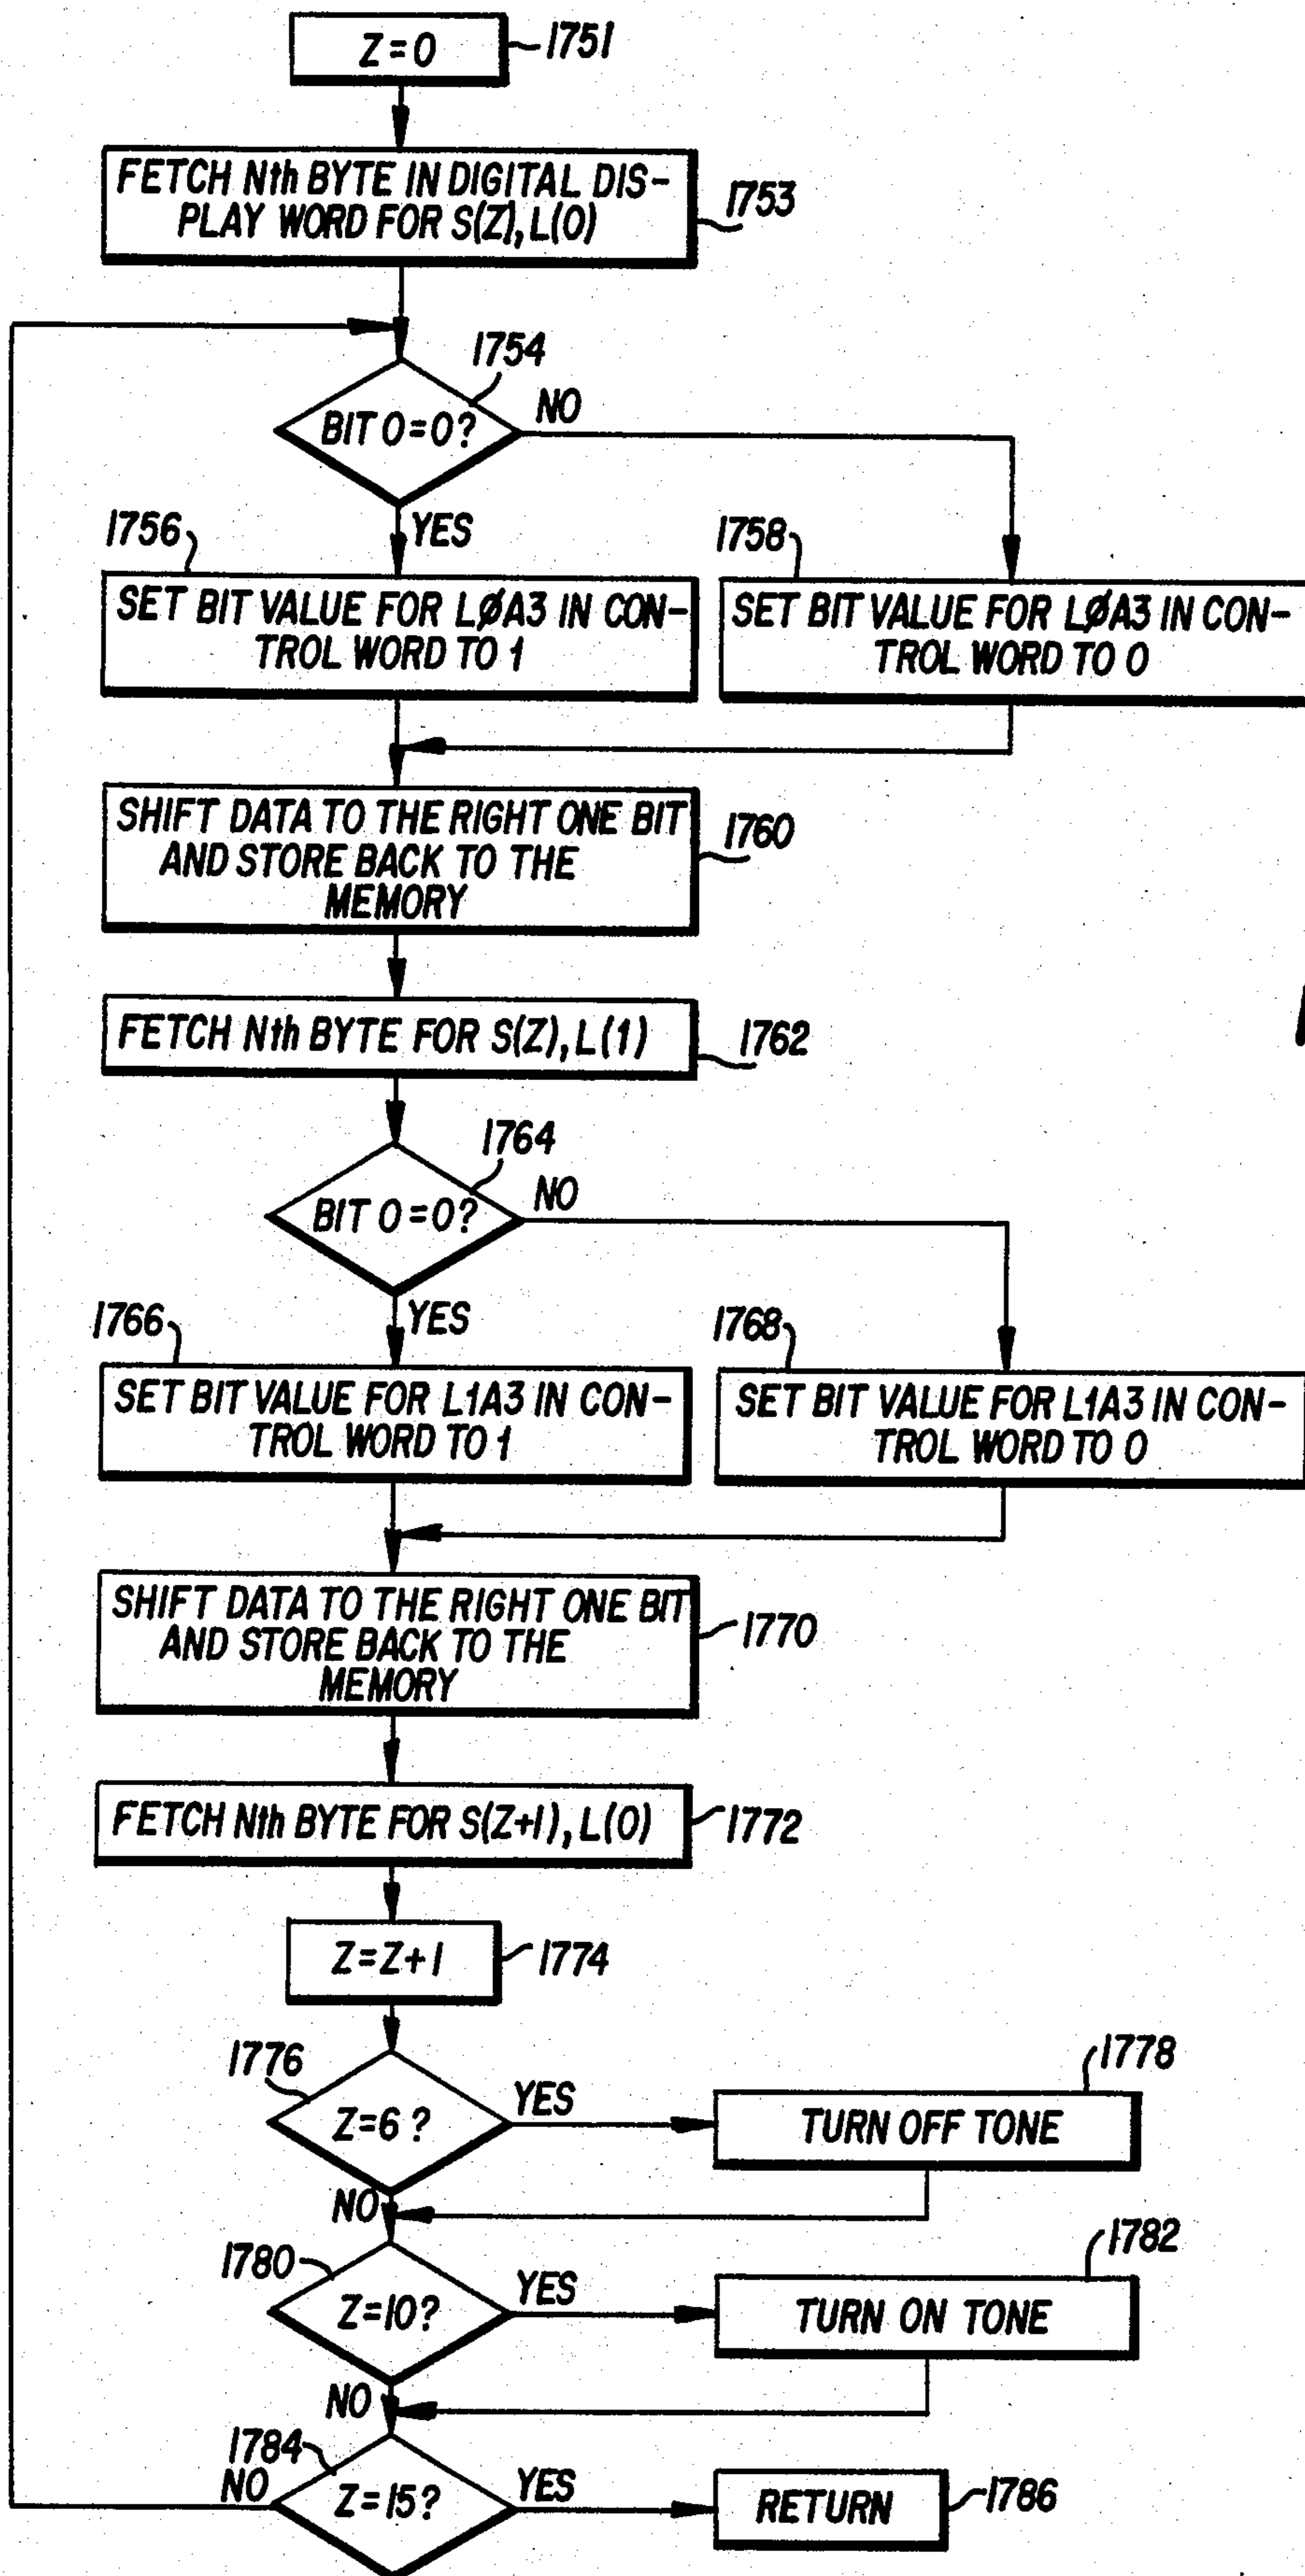 Z=0
1751
FETCH Nth BYTE IN DIGITAL DIS-
PLAY WORD FOR S(Z), L(0)
1753
1754
BIT 0=0?
NO
YES
1756
SET BIT VALUE FOR LØA3 IN CON-
TROL WORD TO 1
1758
SET BIT VALUE FOR LØA3 IN CON-
TROL WORD TO 0
SHIFT DATA TO THE RIGHT ONE BIT
AND STORE BACK TO THE
MEMORY
1760
FETCH Nth BYTE FOR S(Z), L(1)
1762
1764
BIT 0=0?
NO
YES
1766
SET BIT VALUE FOR L1A3 IN CON-
TROL WORD TO 1
1768
SET BIT VALUE FOR L1A3 IN CON-
TROL WORD TO 0
SHIFT DATA TO THE RIGHT ONE BIT
AND STORE BACK TO THE
MEMORY
1770
FETCH Nth BYTE FOR S(Z+1), L(0)
1772
Z=Z+1
1774
1776
Z=6?
YES
1778
TURN OFF TONE
NO
1780
Z=10?
YES
1782
TURN ON TONE
NO
1784
NO
Z=15?
YES
RETURN
1786